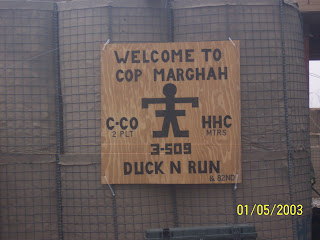 WELCOME TO
COP MARGHAH
C-CO HHC
2 PLT MTRS
3-509
DUCK N RUN
82ND
01/05/2003